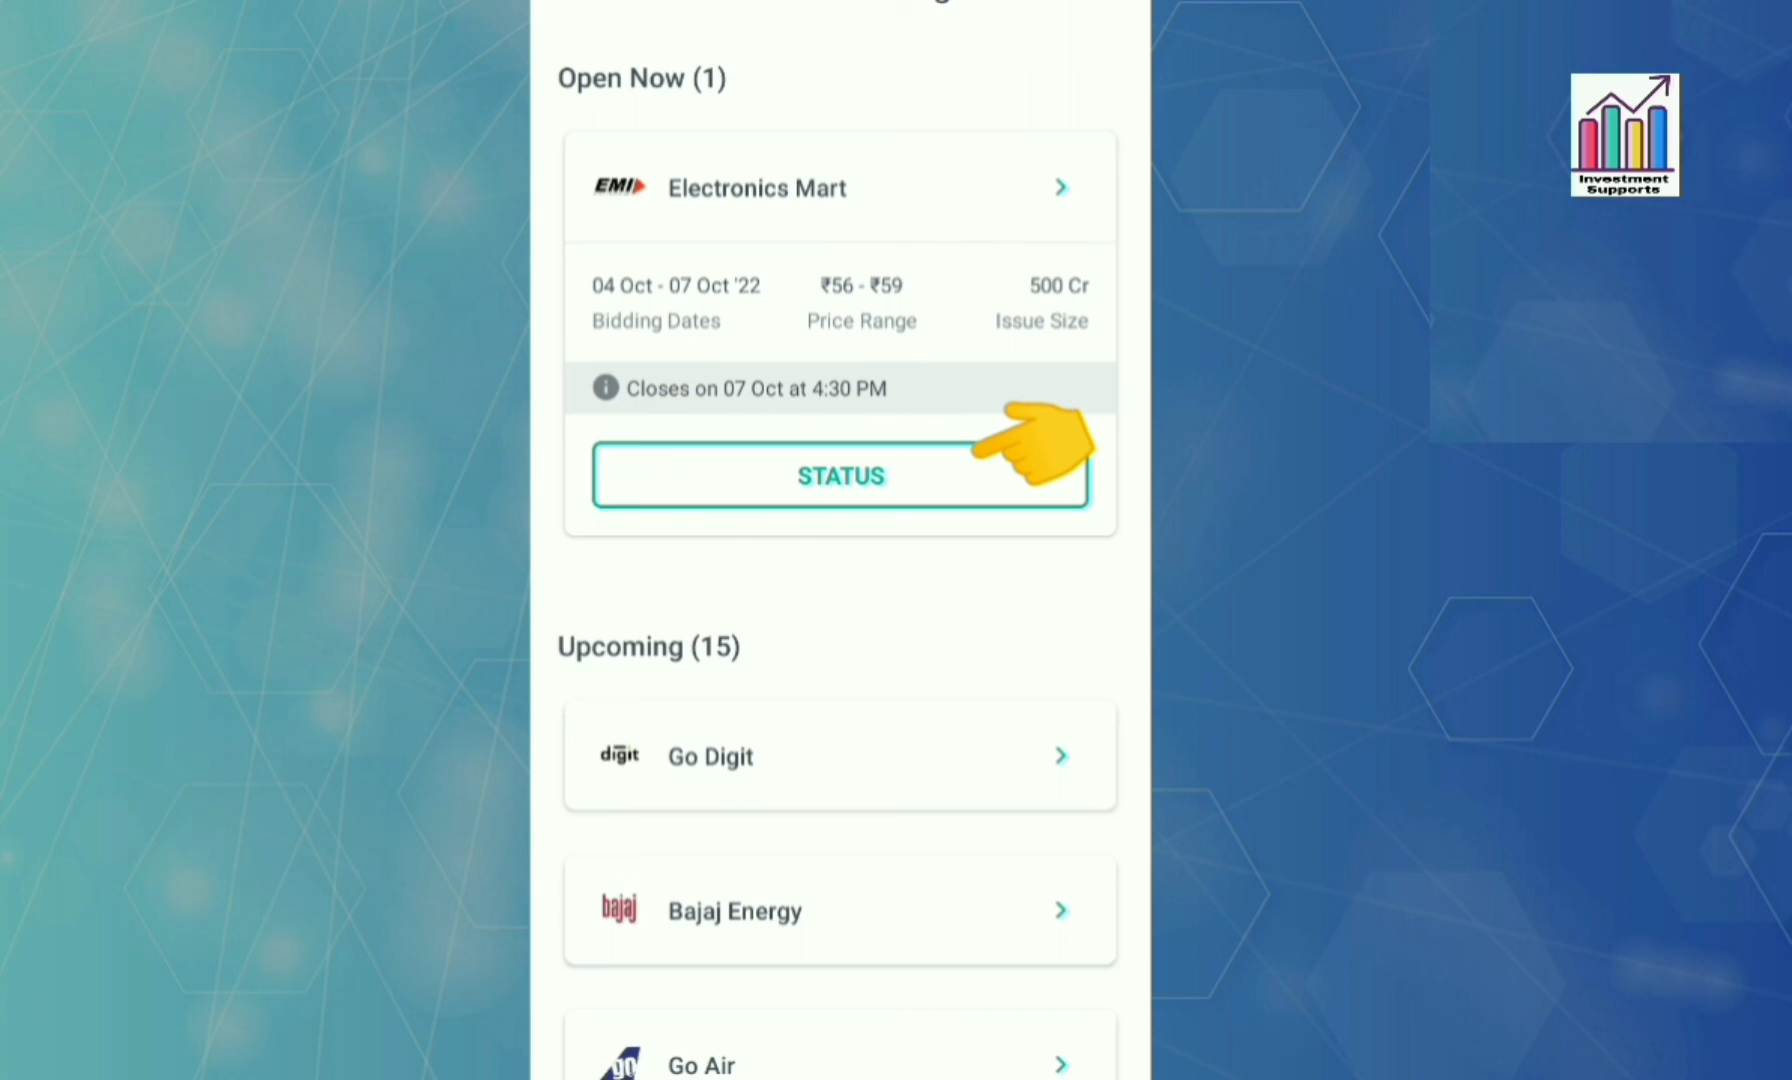 Open Now (1)
EMI Electronics Mart
04 Oct - 07 Oct '22 ₹56 - ₹59 500 Cr
Bidding Dates Price Range Issue Size
Closes on 07 Oct at 4:30 PM
STATUS
Upcoming (15)
digit Go Digit
bajaj Bajaj Energy
go Go Air
Investment
Supports